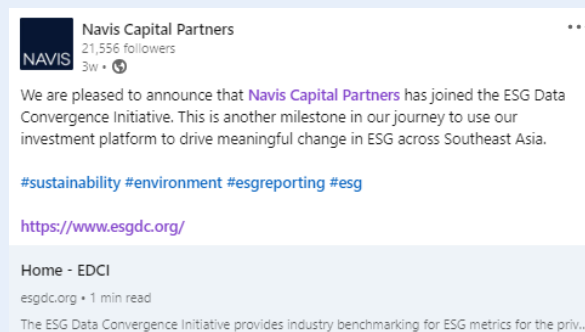 NAVIS
Navis Capital Partners
21,556 followers
3w •
We are pleased to announce that Navis Capital Partners has joined the ESG Data
Convergence Initiative. This is another milestone in our journey to use our
investment platform to drive meaningful change in ESG across Southeast Asia.
#sustainability #environment #esgreporting #esg
https://www.esgdc.org/
Home - EDCI
esgdc.org • 1 min read
The ESG Data Convergence Initiative provides industry benchmarking for ESG metrics for the priv...